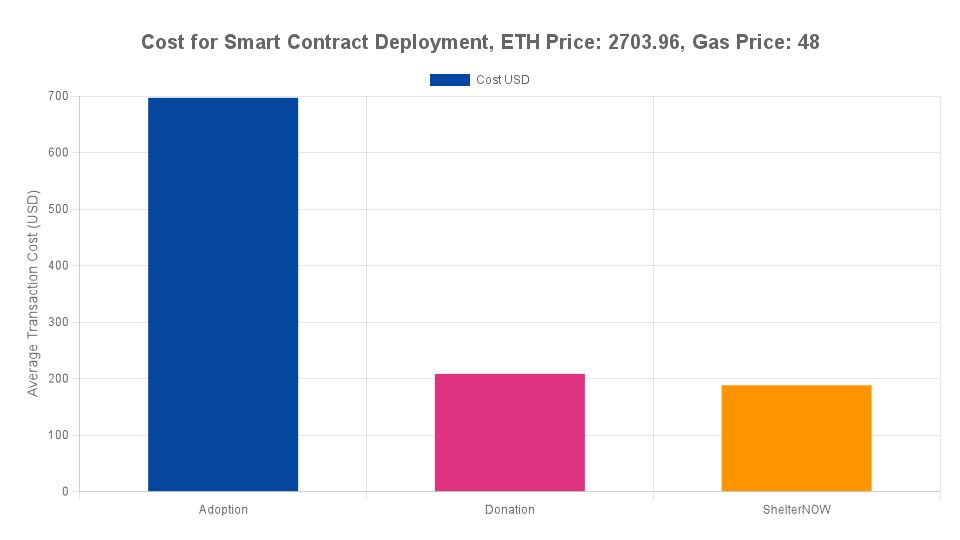 Cost for Smart Contract Deployment, ETH Price: 2703.96, Gas Price: 48
Cost USD
Average Transaction Cost (USD)
700
600
500
400
300
200
100
0
Adoption
Donation
ShelterNOW